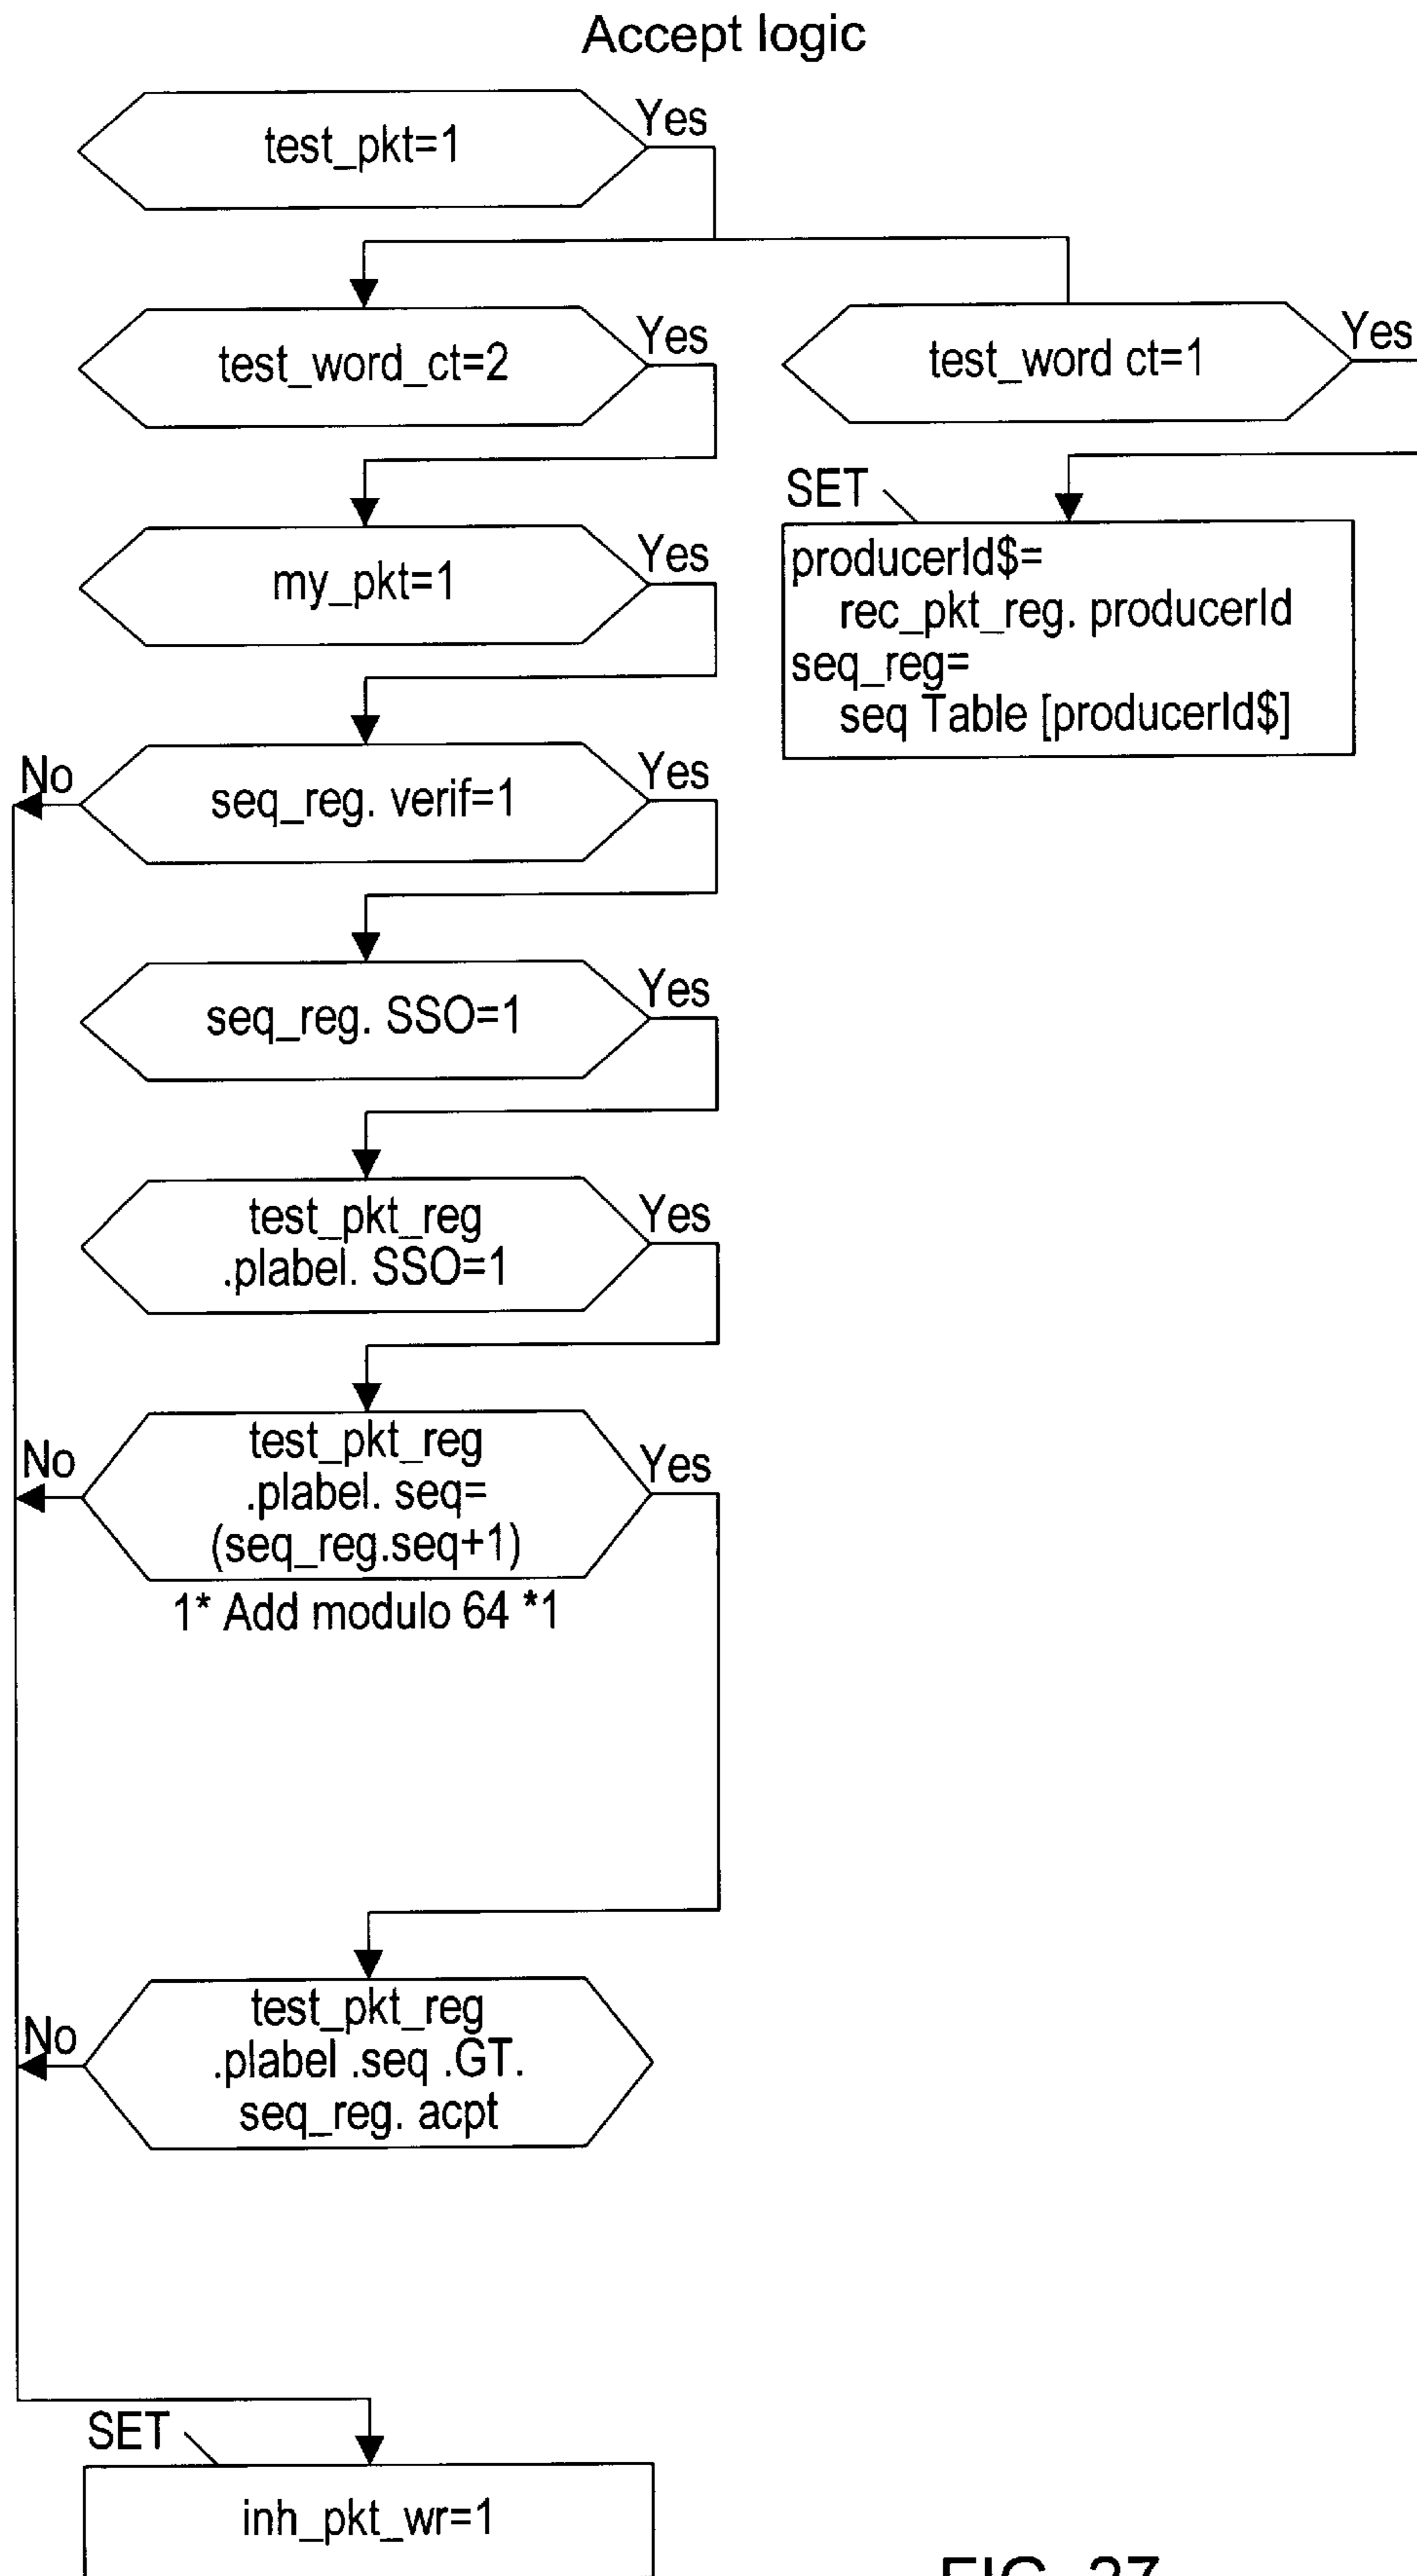 Accept logic
test_pkt=1
Yes
test_word_ct=2
Yes
test_word ct=1
Yes
SET
producerId$=
rec_pkt_reg. producerId
seq_reg=
seq Table [producerId$]
my_pkt=1
Yes
No
seq_reg. verif=1
Yes
seq_reg. SSO=1
Yes
test_pkt_reg
.plabel. SSO=1
Yes
No
test_pkt_reg
.plabel. seq=
(seq_reg.seq+1)
Yes
1* Add modulo 64 *1
No
test_pkt_reg
.plabel .seq .GT.
seq_reg. acpt
SET
inh_pkt_wr=1
FIG. 27